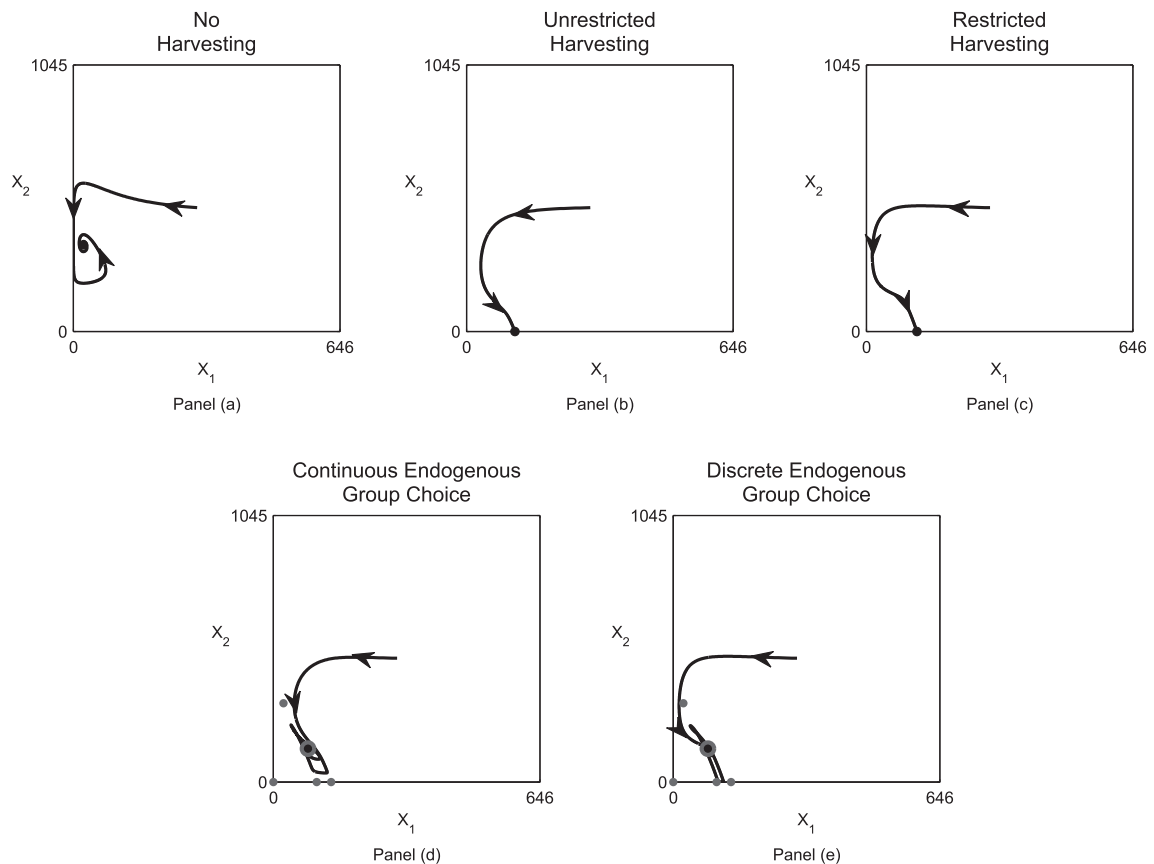 No
Harvesting
1045
X2
0
0
646
X1
Panel (a)
Unrestricted
Harvesting
1045
X2
0
0
646
X1
Panel (b)
Restricted
Harvesting
1045
X2
0
0
646
X1
Panel (c)
Continuous Endogenous
Group Choice
1045
X2
0
0
646
X1
Panel (d)
Discrete Endogenous
Group Choice
1045
X2
0
0
646
X1
Panel (e)